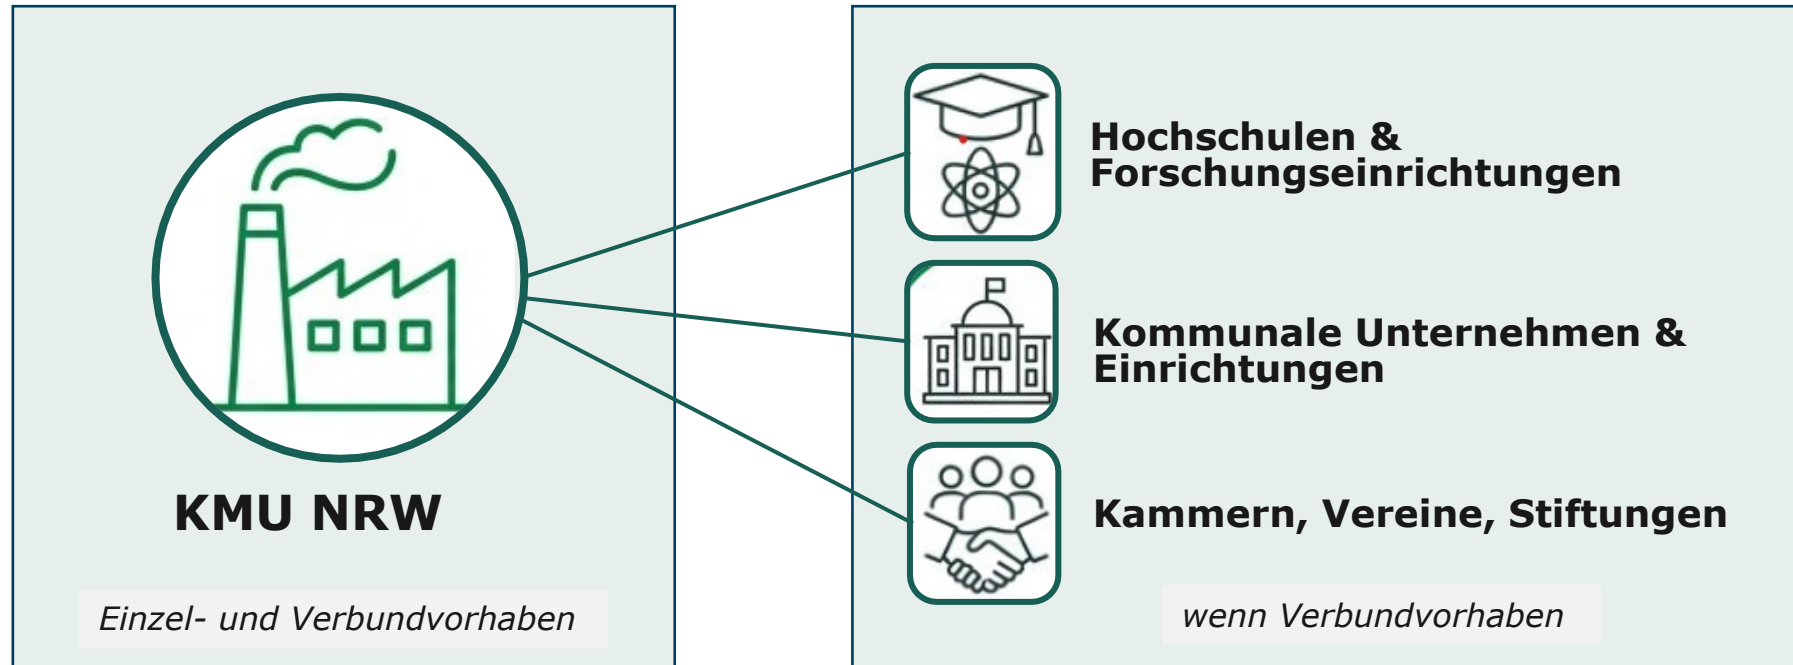 KMU NRW
Einzel- und Verbundvorhaben
Hochschulen &
Forschungseinrichtungen
Kommunale Unternehmen &
Einrichtungen
Kammern, Vereine, Stiftungen
wenn Verbundvorhaben